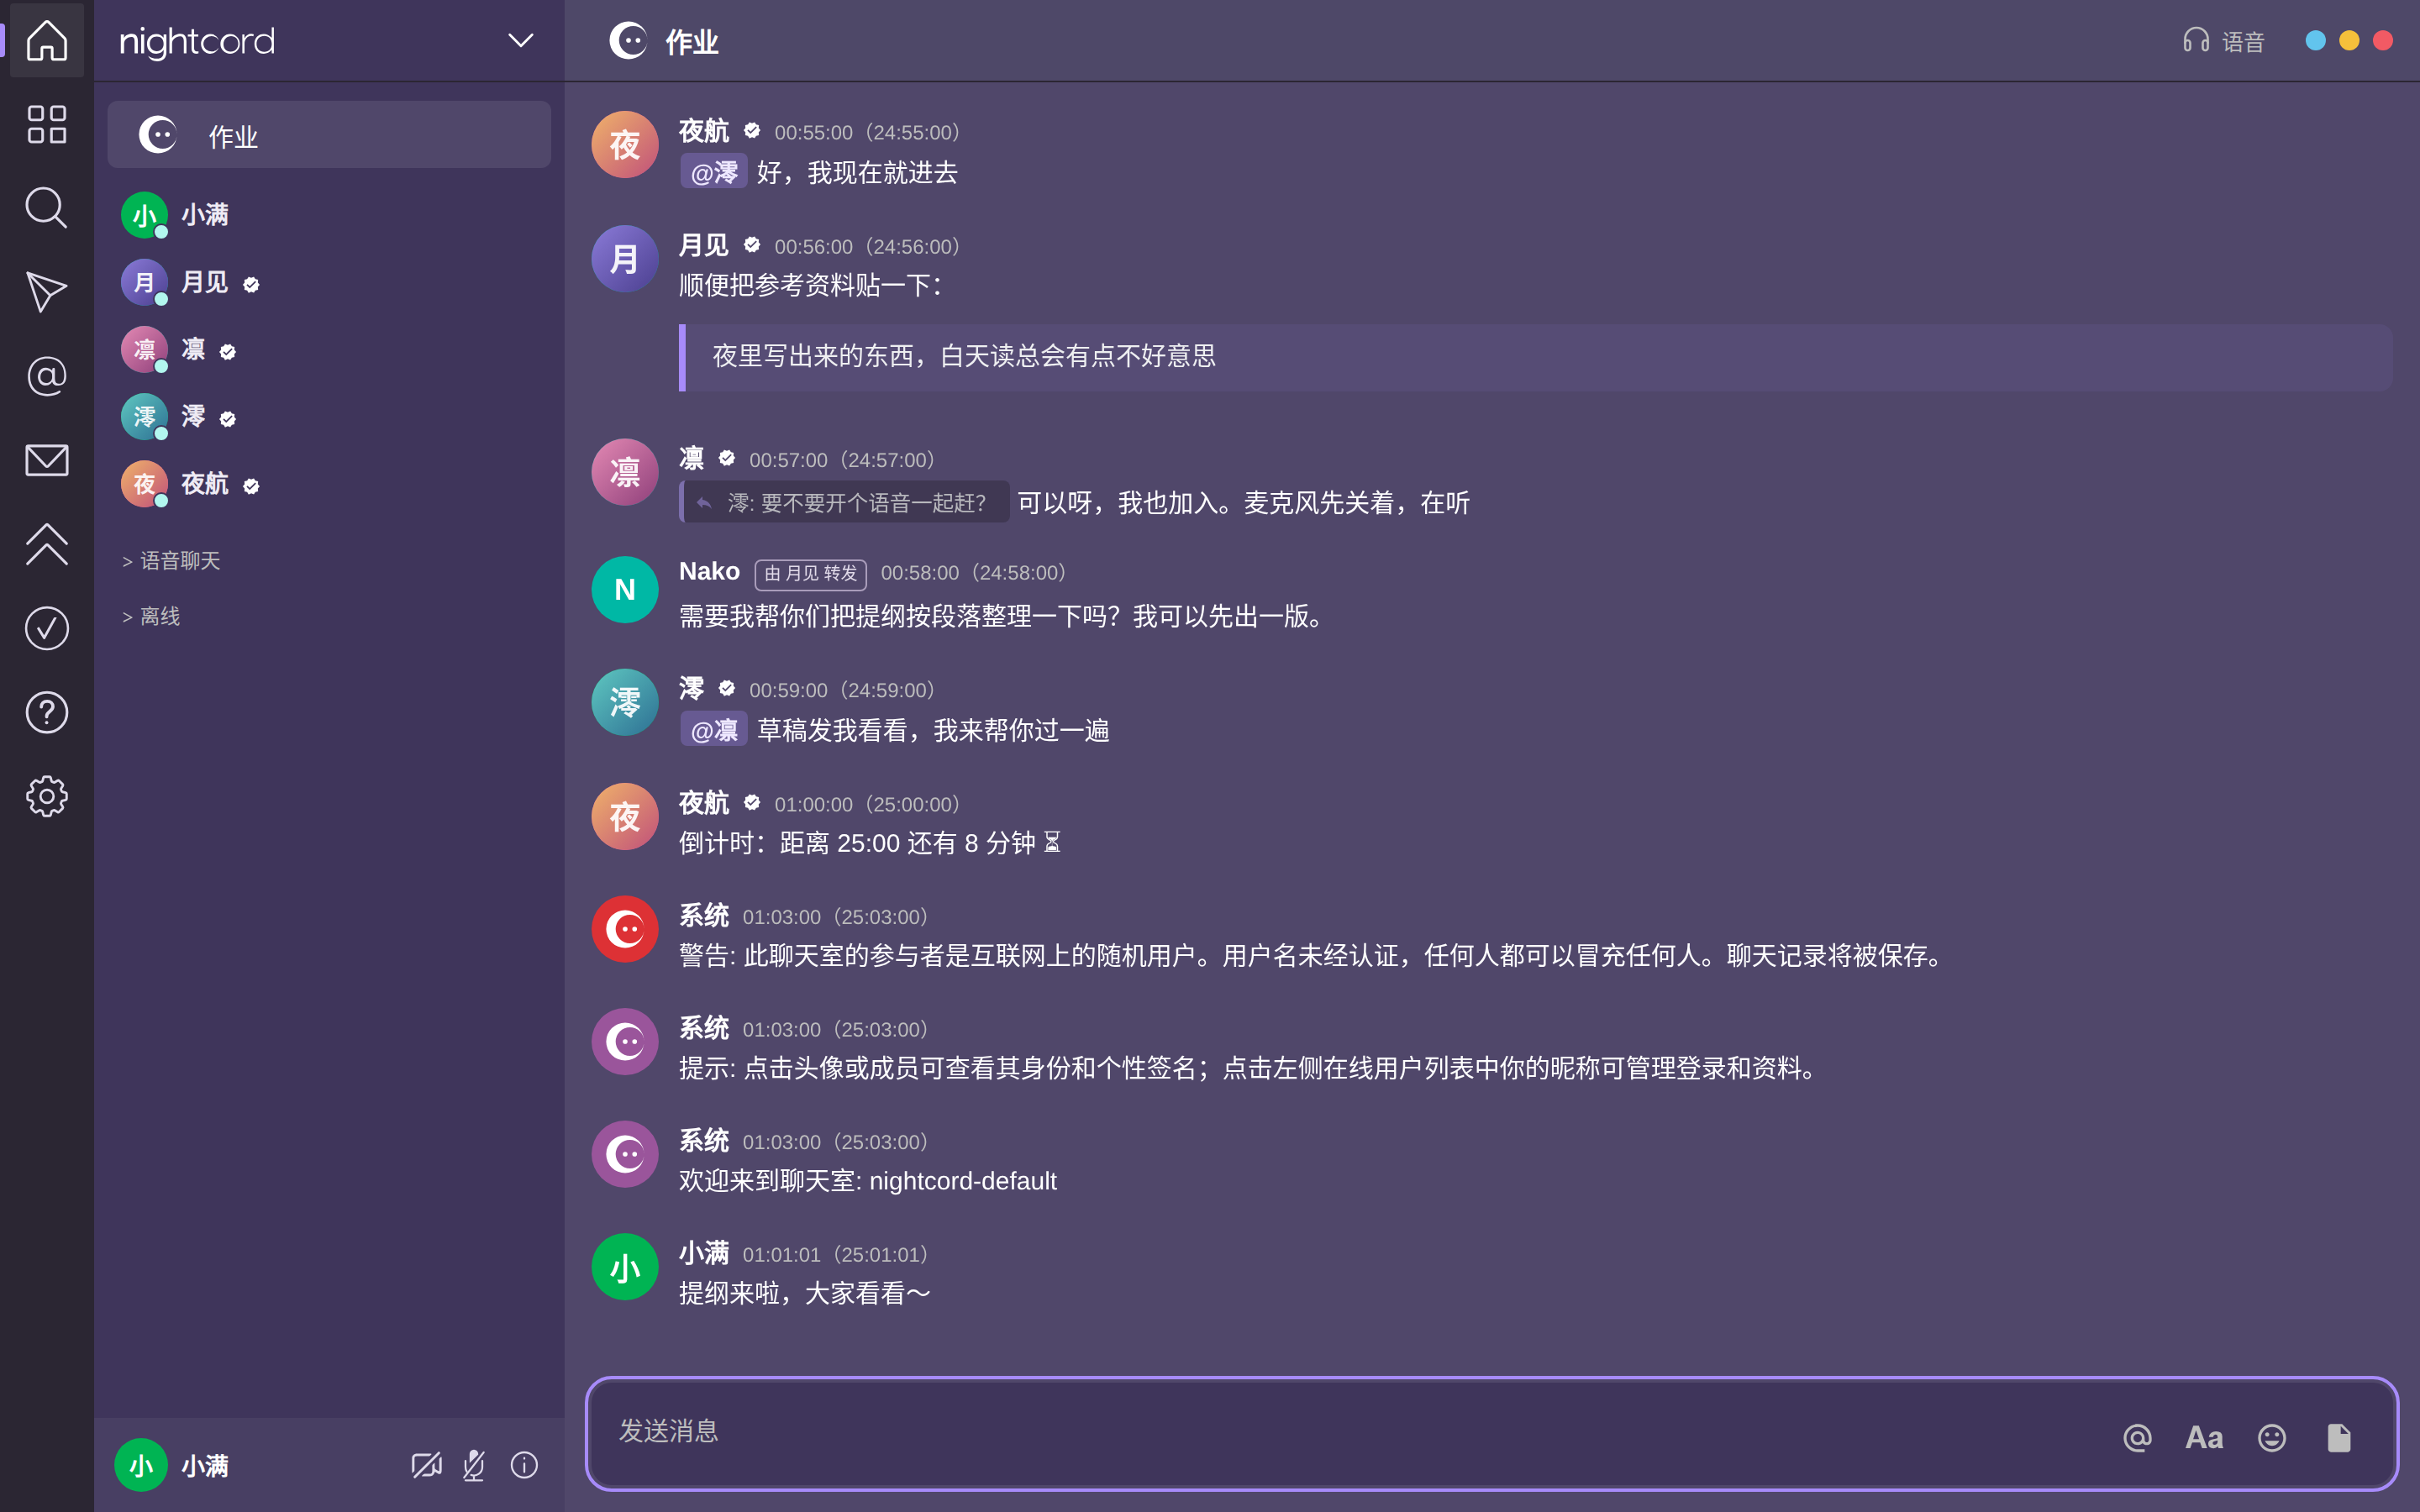 nightcord
作业
小 小满
月 月见
凛 凛
澪 澪
夜 夜航
> 语音聊天
> 离线
小 小满
作业
语音
夜
夜航 00:55:00（24:55:00）
@澪 好，我现在就进去
月
月见 00:56:00（24:56:00）
顺便把参考资料贴一下：
夜里写出来的东西，白天读总会有点不好意思
凛
凛 00:57:00（24:57:00）
澪: 要不要开个语音一起赶？ 可以呀，我也加入。麦克风先关着，在听
N
Nako 由 月见 转发 00:58:00（24:58:00）
需要我帮你们把提纲按段落整理一下吗？我可以先出一版。
澪
澪 00:59:00（24:59:00）
@凛 草稿发我看看，我来帮你过一遍
夜
夜航 01:00:00（25:00:00）
倒计时：距离 25:00 还有 8 分钟 ⏳
系统 01:03:00（25:03:00）
警告: 此聊天室的参与者是互联网上的随机用户。用户名未经认证，任何人都可以冒充任何人。聊天记录将被保存。
系统 01:03:00（25:03:00）
提示: 点击头像或成员可查看其身份和个性签名；点击左侧在线用户列表中你的昵称可管理登录和资料。
系统 01:03:00（25:03:00）
欢迎来到聊天室: nightcord-default
小
小满 01:01:01（25:01:01）
提纲来啦，大家看看～
发送消息
Aa